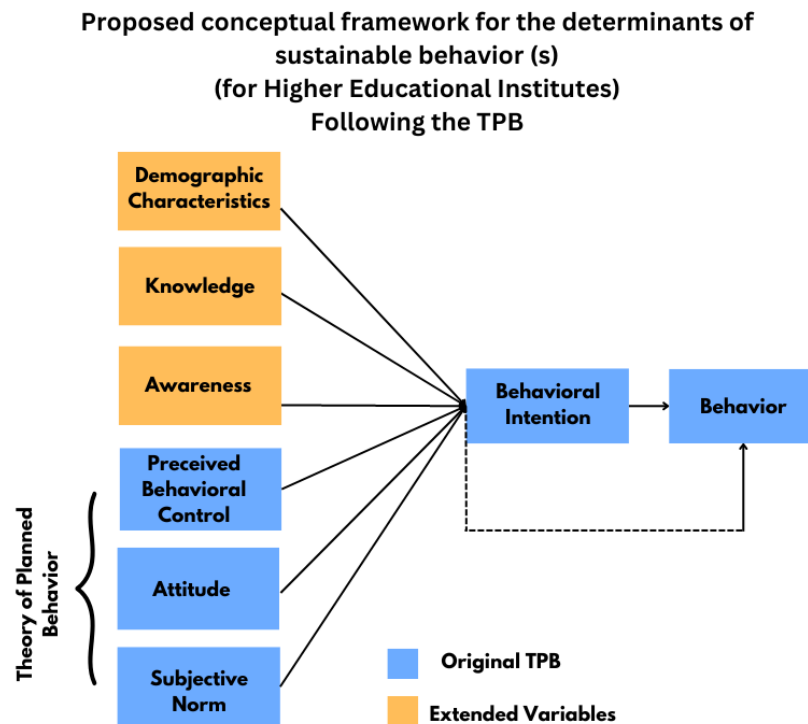 Proposed conceptual framework for the determinants of
sustainable behavior (s)
(for Higher Educational Institutes)
Following the TPB
Demographic
Characteristics
Knowledge
Awareness
Preceived
Behavioral
Control
Attitude
Subjective
Norm
Theory of Planned
Behavior
Behavioral
Intention
Behavior
Original TPB
Extended Variables